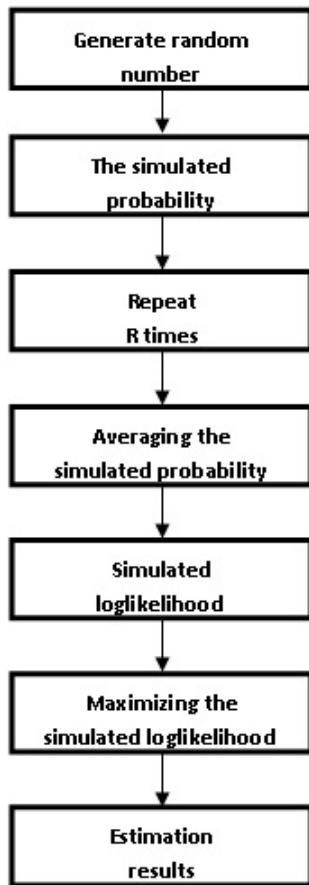 Generate random
number
The simulated
probability
Repeat
R times
Averaging the
simulated probability
Simulated
loglikelihood
Maximizing the
simulated loglikelihood
Estimation
results